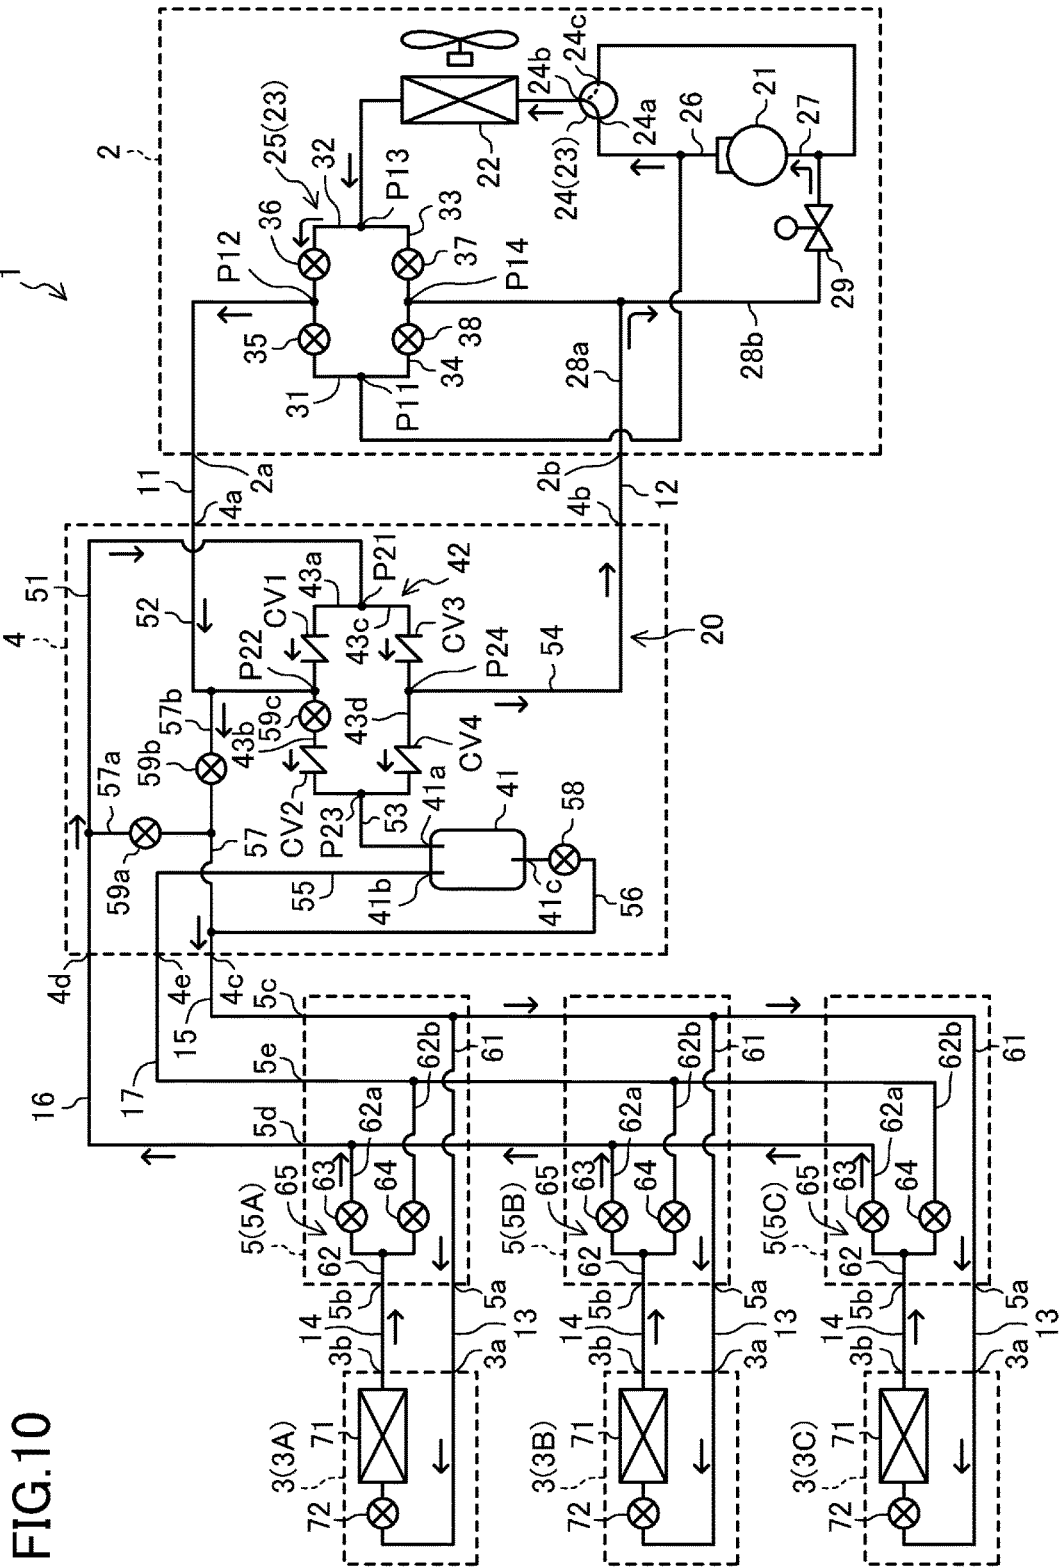 FIG.10
1
2
25(23)
32
P13
36
P12
33
37
P14
35
38
34
31
P11
22
24b
24c
24a
24(23)
26
21
27
29
28a
28b
11
2a
4a
2b
12
4b
4
51
52
CV1
43a
P21
42
43c
CV3
P22
P24
54
20
57b
59b
43b
59c
43d
CV4
57a
59a
57
CV2
P23
53
41a
41
58
55
41b
41c
56
4d
4e
4c
15
17
16
5c
5e
5d
5(5A)
65
63
64
62a
62b
61
62
5b
5a
14
13
3b
3a
3(3A)
71
72
5(5B)
65
63
64
62a
62b
61
62
5b
5a
14
13
3b
3a
3(3B)
71
72
5(5C)
65
63
64
62a
62b
61
62
5b
5a
14
13
3b
3a
3(3C)
71
72